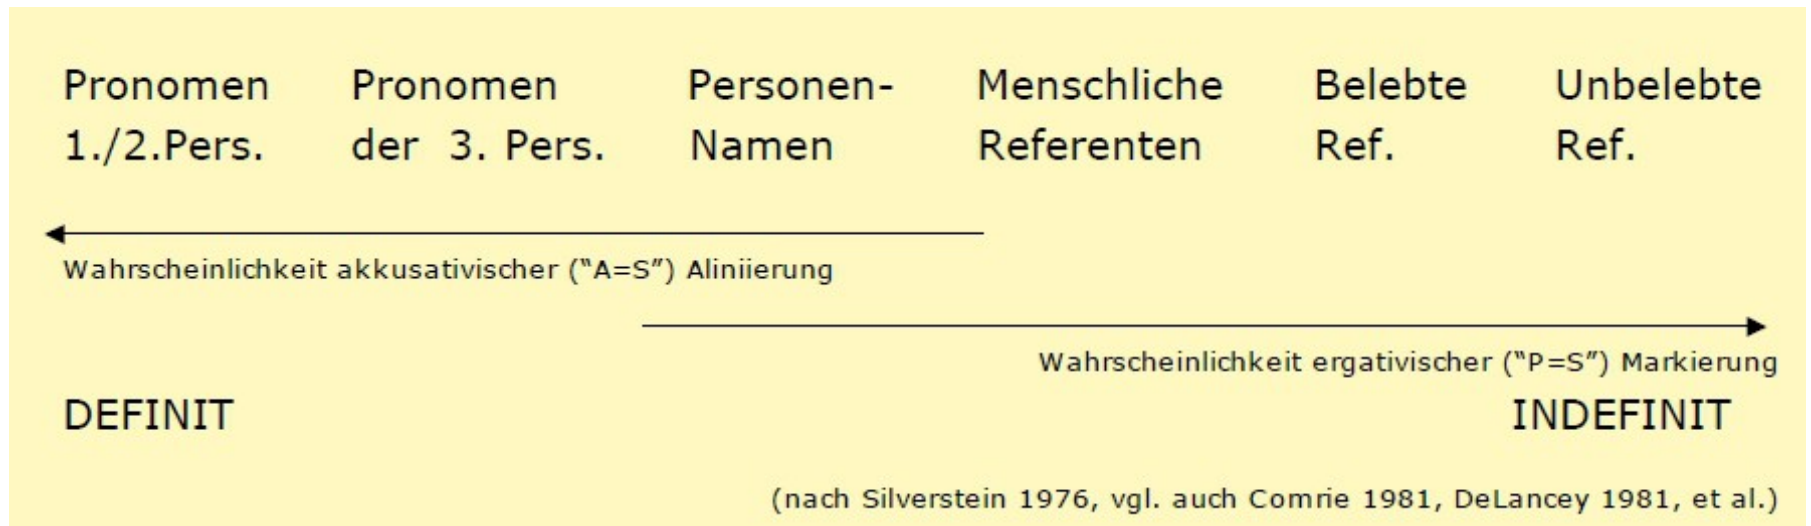 Pronomen Pronomen Personen- Menschliche Belebte Unbelebte
1./2.Pers. der 3. Pers. Namen Referenten Ref. Ref.
Wahrscheinlichkeit akkusativischer (“A=S”) Aliniierung
Wahrscheinlichkeit ergativischer (“P=S”) Markierung
DEFINIT INDEFINIT
(nach Silverstein 1976, vgl. auch Comrie 1981, DeLancey 1981, et al.)